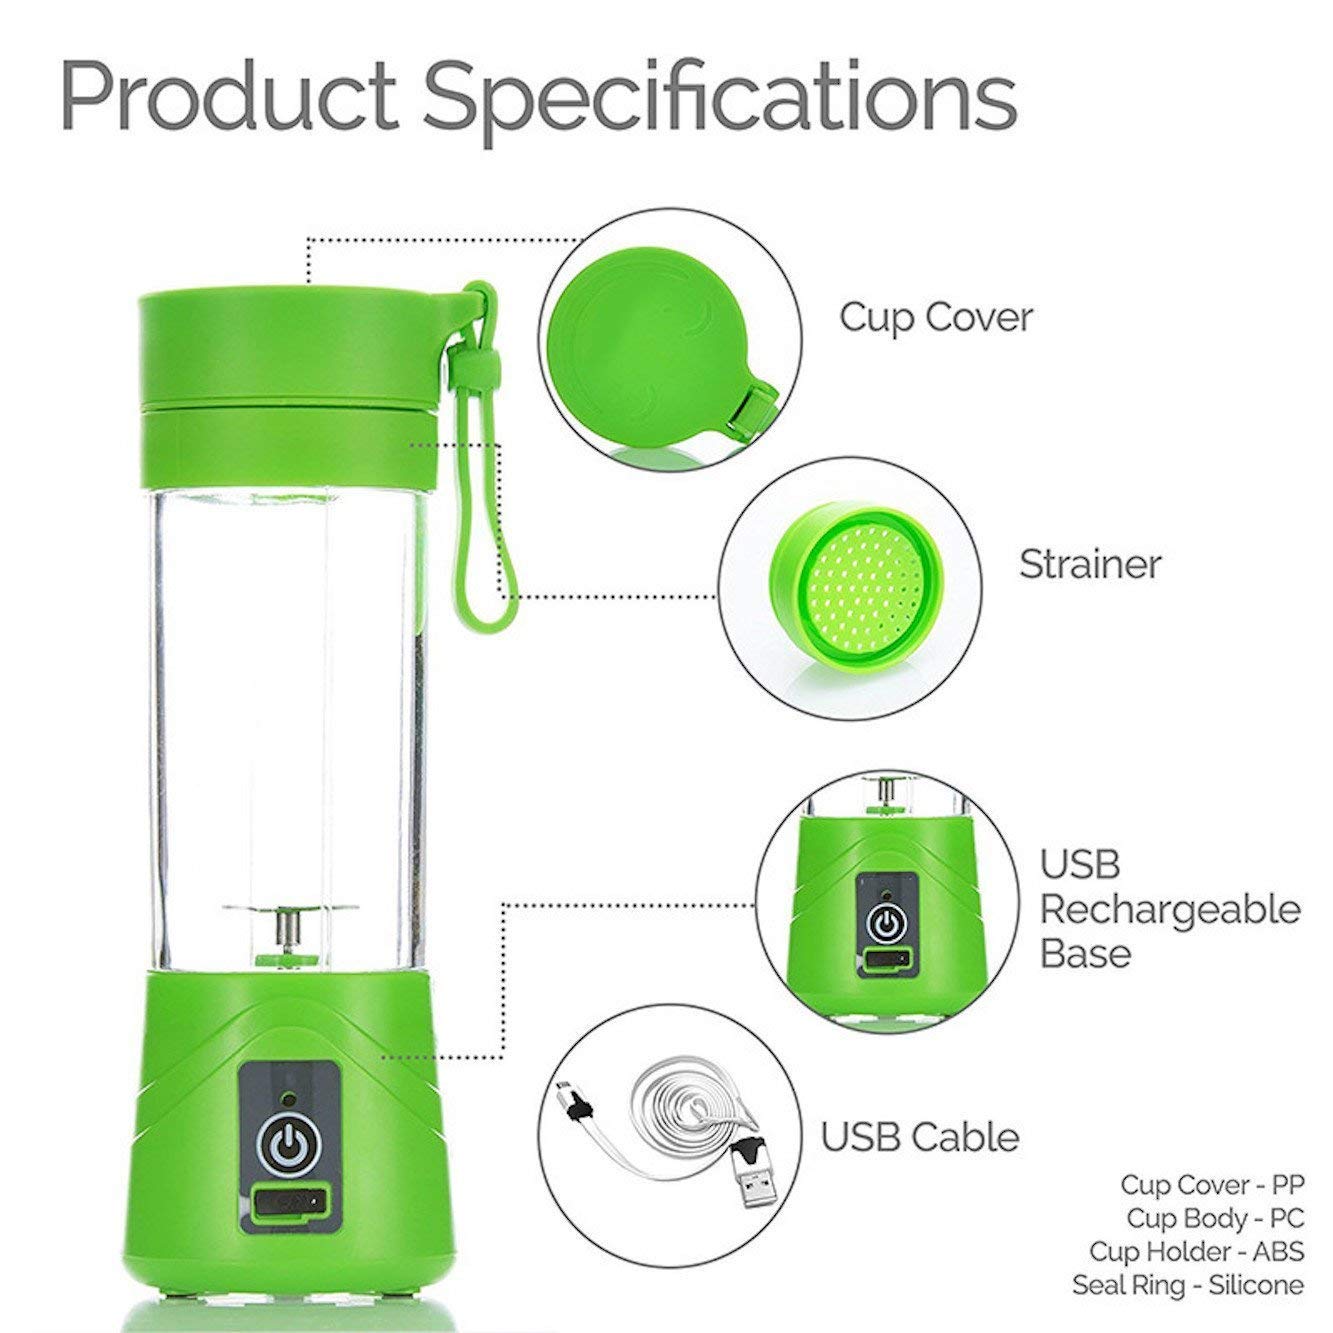 Product Specifications
Cup Cover
Strainer
USB
Rechargeable
Base
USB Cable
Cup Cover - PP
Cup Body - PC
Cup Holder - ABS
Seal Ring - Silicone